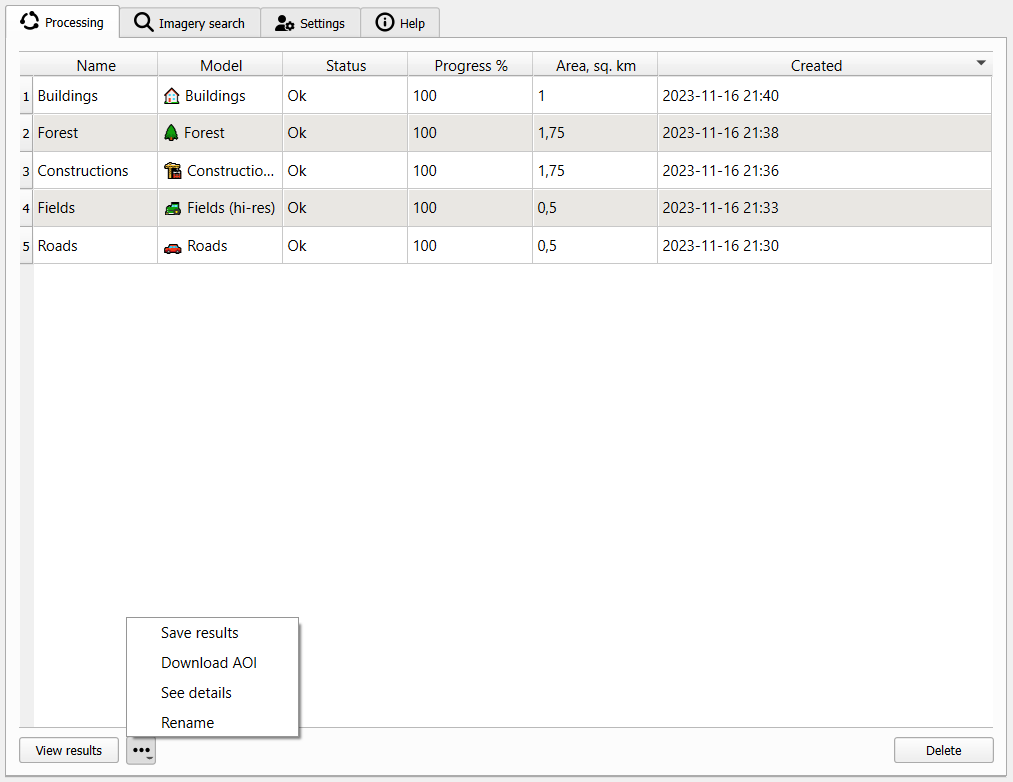 Processing Imagery search Settings Help
Name Model Status Progress % Area, sq. km Created
1 Buildings Buildings Ok 100 1 2023-11-16 21:40
2 Forest Forest Ok 100 1,75 2023-11-16 21:38
3 Constructions Constructio... Ok 100 1,75 2023-11-16 21:36
4 Fields Fields (hi-res) Ok 100 0,5 2023-11-16 21:33
5 Roads Roads Ok 100 0,5 2023-11-16 21:30
Save results
Download AOI
See details
Rename
View results ••• Delete